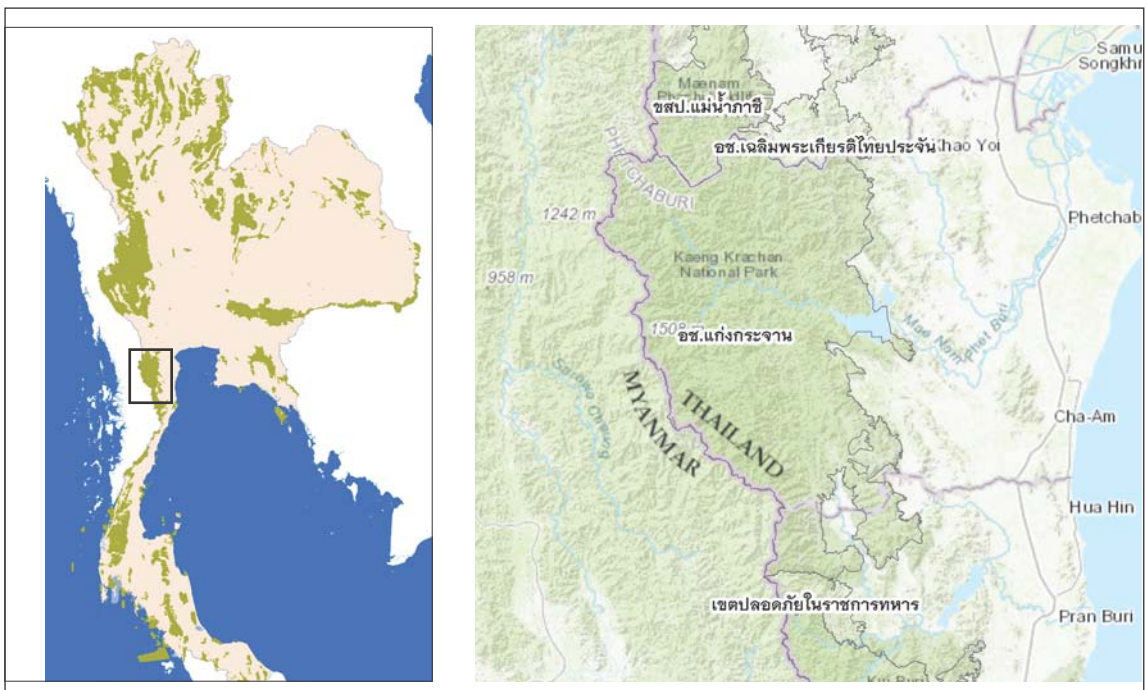 Samu
Songkhr
Mænam
ขสป.แม่น้ำภาชี
อช.เฉลิมพระเกียรติไทยประจัน
Khao Yoi
PHETCHABURI
1242 m
Phetchab
Kaeng Krachan
National Park
958 m
1508 m
อช.แก่งกระจาน
Mae Nam Phet Buri
MYANMAR
THAILAND
Cha-Am
Hua Hin
เขตปลอดภัยในราชการทหาร
Pran Buri
Kui Buri